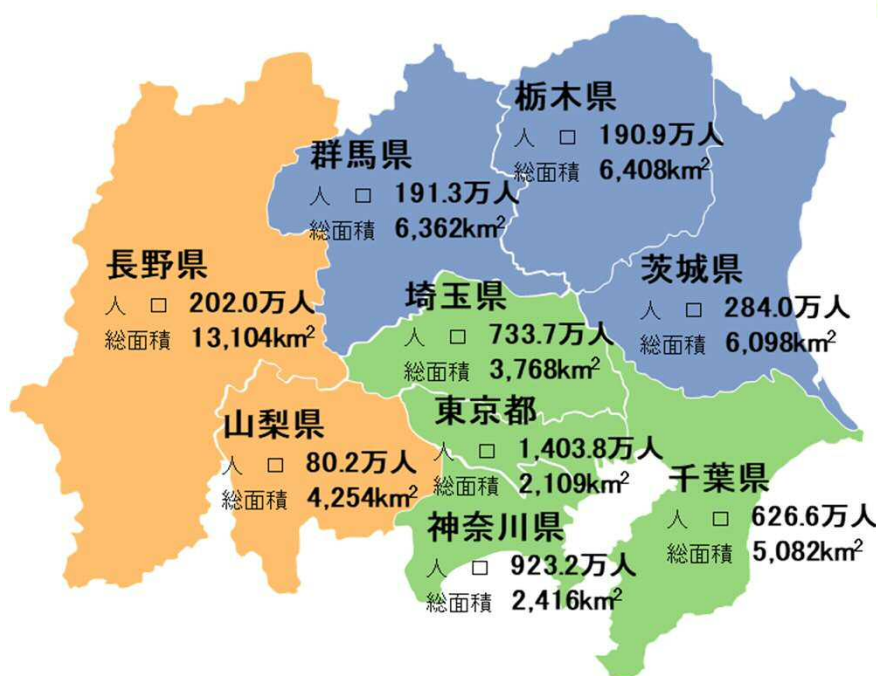 栃木県
人 口 190.9万人
総面積 6,408km²
群馬県
人 口 191.3万人
総面積 6,362km²
長野県
人 口 202.0万人
総面積 13,104km²
埼玉県
人 口 733.7万人
総面積 3,768km²
茨城県
人 口 284.0万人
総面積 6,098km²
山梨県
人 口 80.2万人
総面積 4,254km²
東京都
人 口 1,403.8万人
総面積 2,109km²
千葉県
人 口 626.6万人
総面積 5,082km²
神奈川県
人 口 923.2万人
総面積 2,416km²